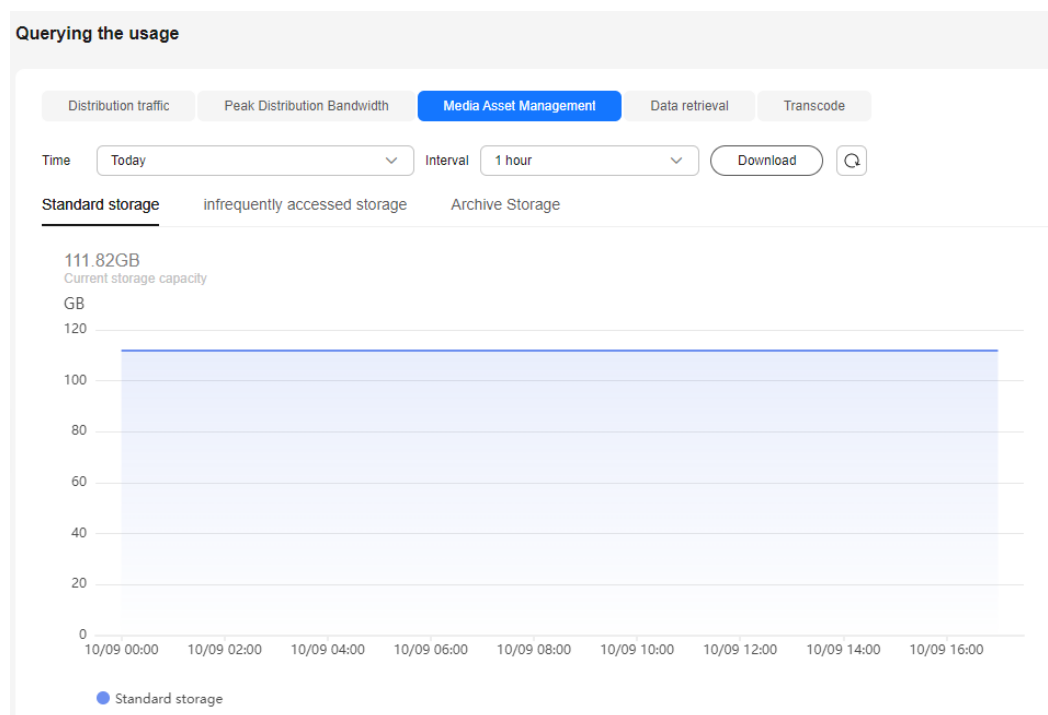 Querying the usage
Distribution traffic Peak Distribution Bandwidth Media Asset Management Data retrieval Transcode
Time Today Interval 1 hour Download
Standard storage infrequently accessed storage Archive Storage
111.82GB
Current storage capacity
GB
120
100
80
60
40
20
0
10/09 00:00 10/09 02:00 10/09 04:00 10/09 06:00 10/09 08:00 10/09 10:00 10/09 12:00 10/09 14:00 10/09 16:00
Standard storage